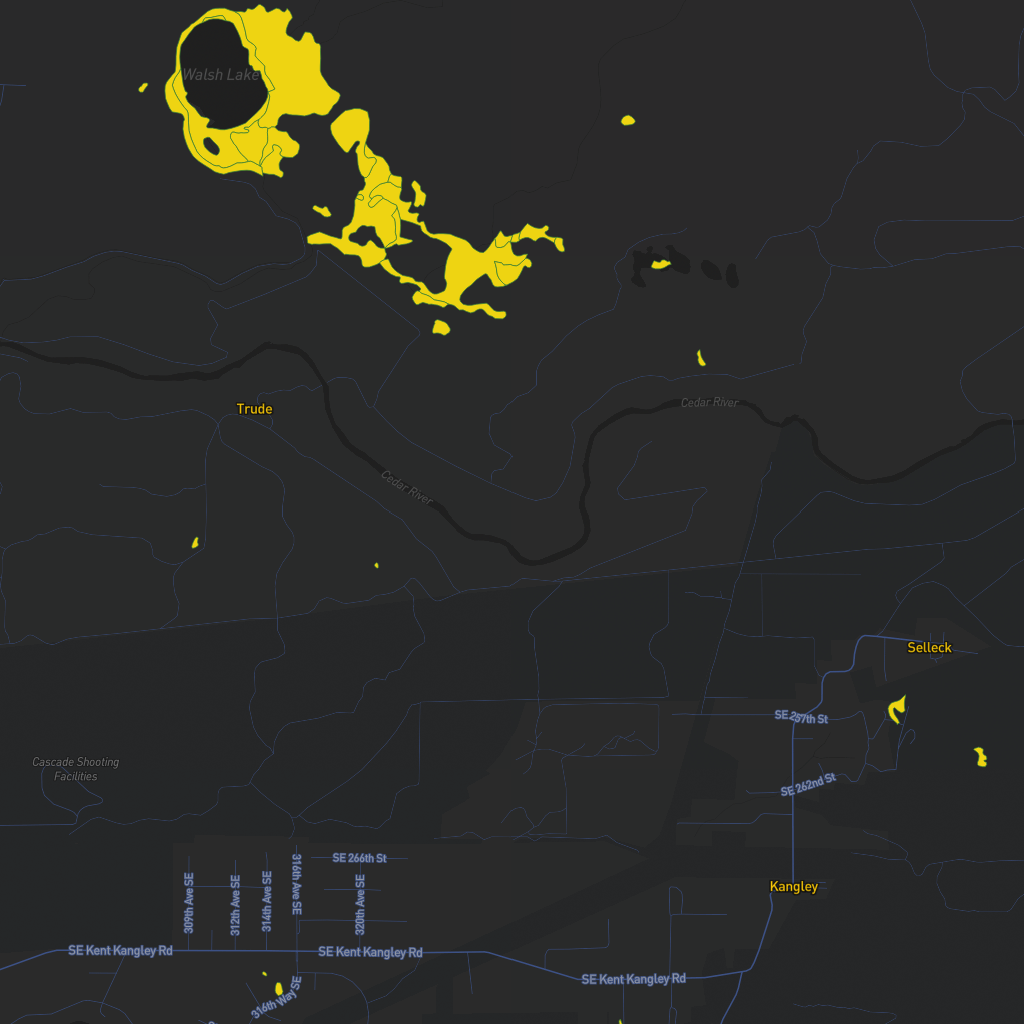 Walsh Lake
Cedar River
Trude
Cedar River
Selleck
SE 257th St
Cascade Shooting
Facilities
SE 262nd St
SE 266th St
316th Ave SE
309th Ave SE
312th Ave SE
314th Ave SE
320th Ave SE
Kangley
SE Kent Kangley Rd
SE Kent Kangley Rd
SE Kent Kangley Rd
316th Way SE